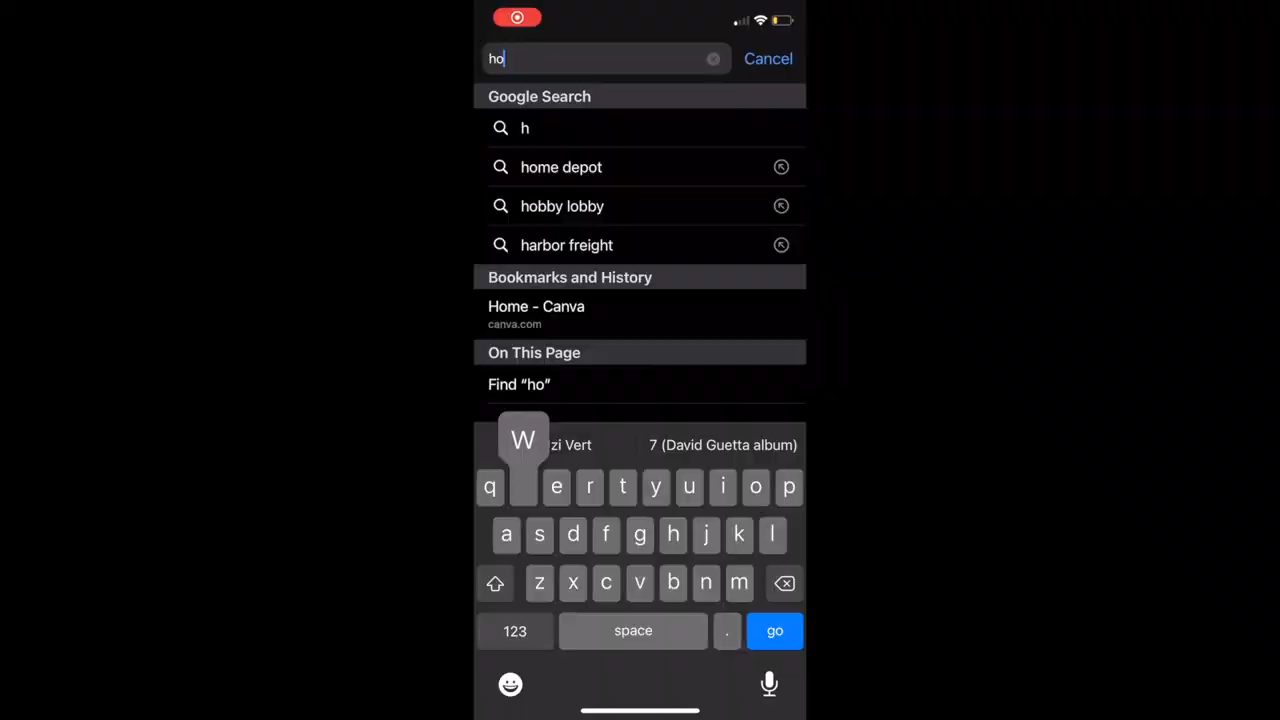 ho
Cancel
Google Search
h
home depot
hobby lobby
harbor freight
Bookmarks and History
Home - Canva
canva.com
On This Page
Find “ho”
W
zi Vert
7 (David Guetta album)
q e r t y u i o p
a s d f g h j k l
z x c v b n m
123 space . go